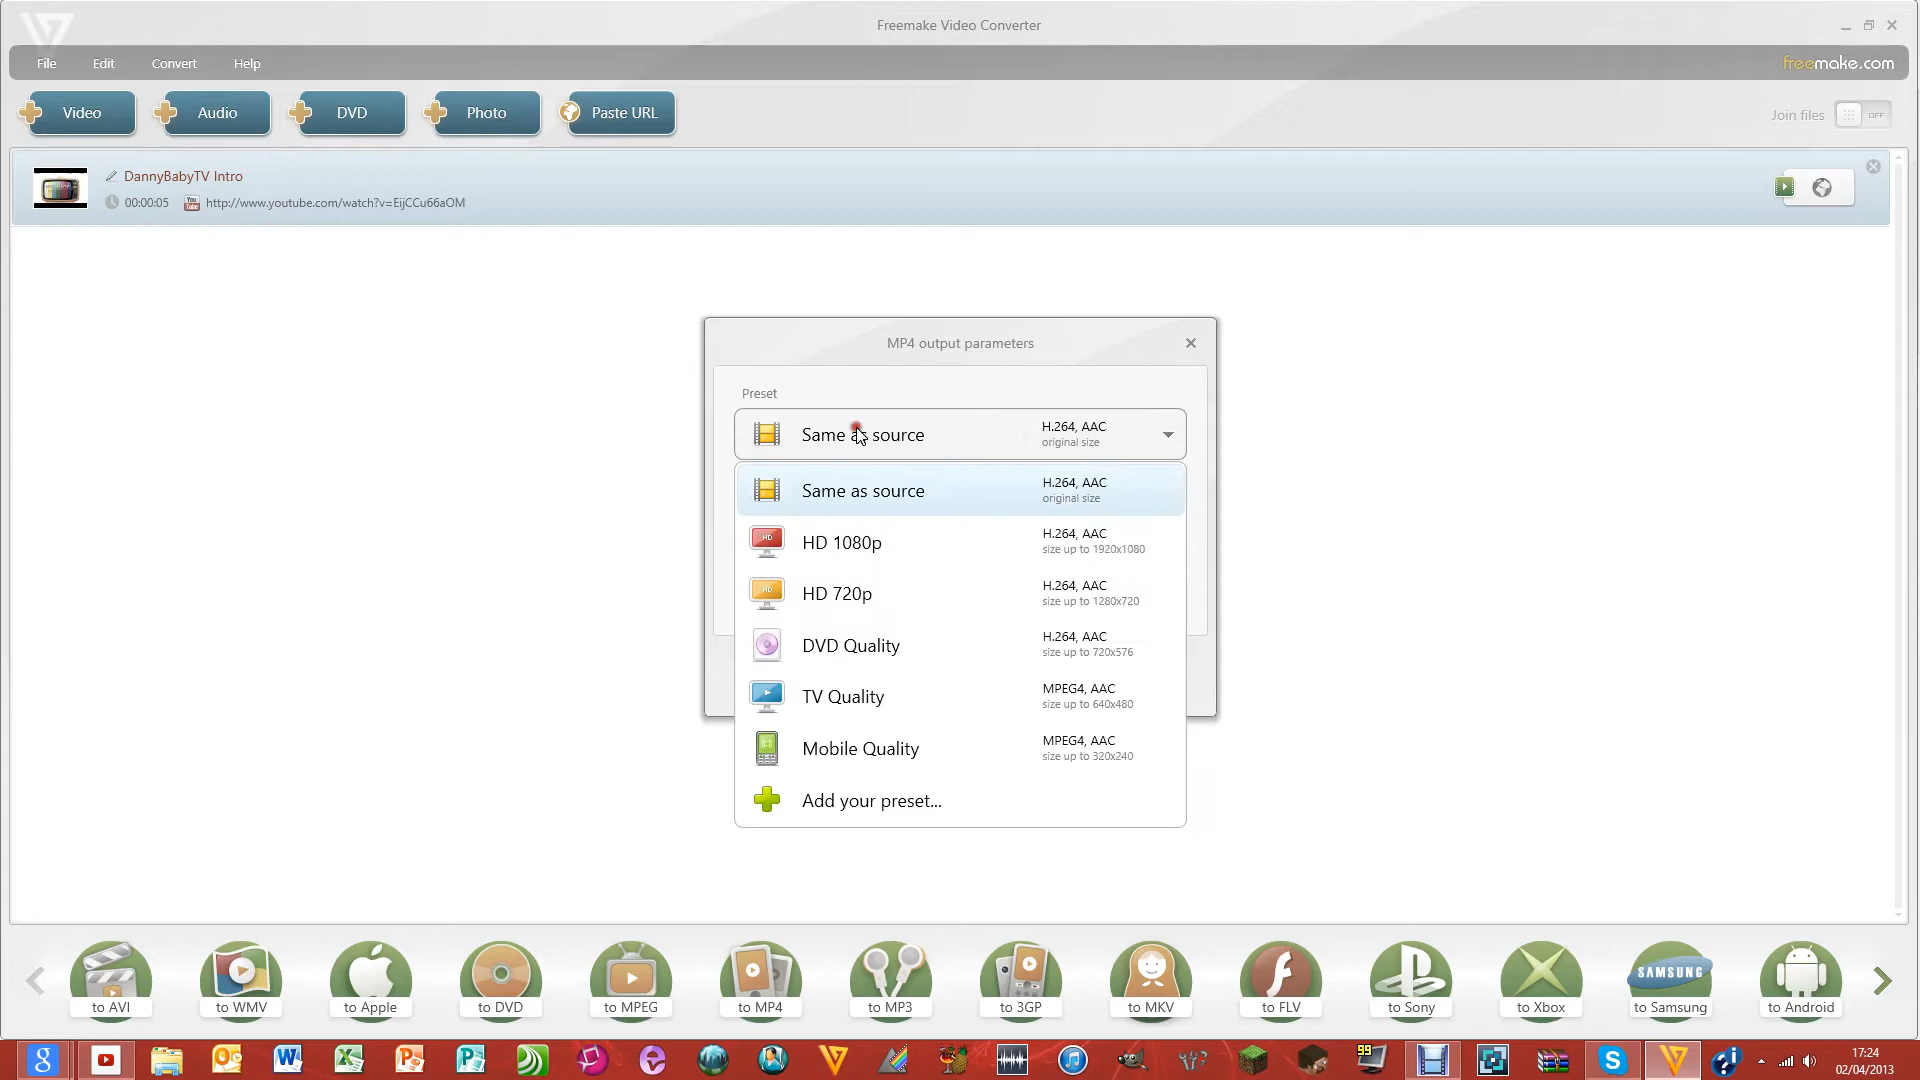 Freemake Video Converter
File Edit Convert Help
freemake.com
Video Audio DVD Photo Paste URL
Join files OFF
DannyBabyTV Intro
00:00:05 You Tube http://www.youtube.com/watch?v=EijCCu66aOM
MP4 output parameters
Preset
Same as source H.264, AAC
original size
Same as source H.264, AAC
original size
HD HD 1080p H.264, AAC
size up to 1920x1080
HD HD 720p H.264, AAC
size up to 1280x720
DVD Quality H.264, AAC
size up to 720x576
TV Quality MPEG4, AAC
size up to 640x480
Mobile Quality MPEG4, AAC
size up to 320x240
Add your preset...
SAMSUNG
to AVI to WMV to Apple to DVD to MPEG to MP4 to MP3 to 3GP to MKV to FLV to Sony to Xbox to Samsung to Android
99
17:24
02/04/2013